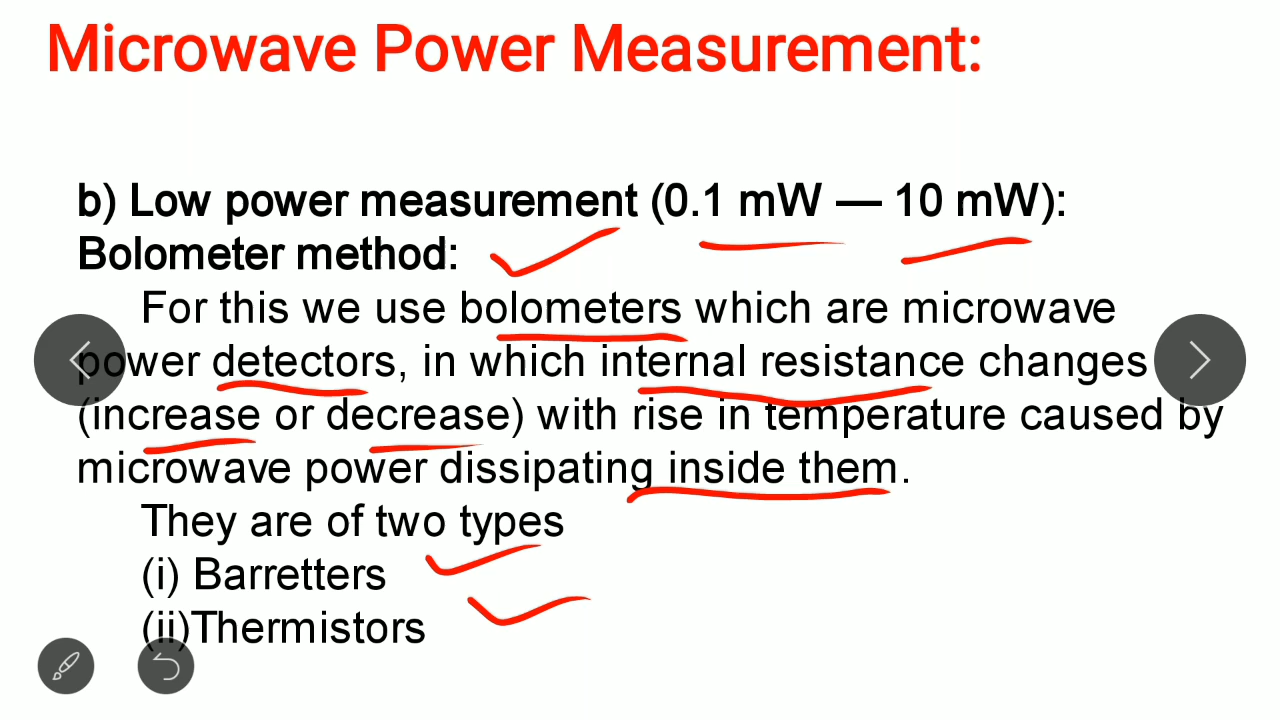 Microwave Power Measurement:
b) Low power measurement (0.1 mW — 10 mW):
Bolometer method:
For this we use bolometers which are microwave
power detectors, in which internal resistance changes
(increase or decrease) with rise in temperature caused by
microwave power dissipating inside them.
They are of two types
(i) Barretters
(ii)Thermistors